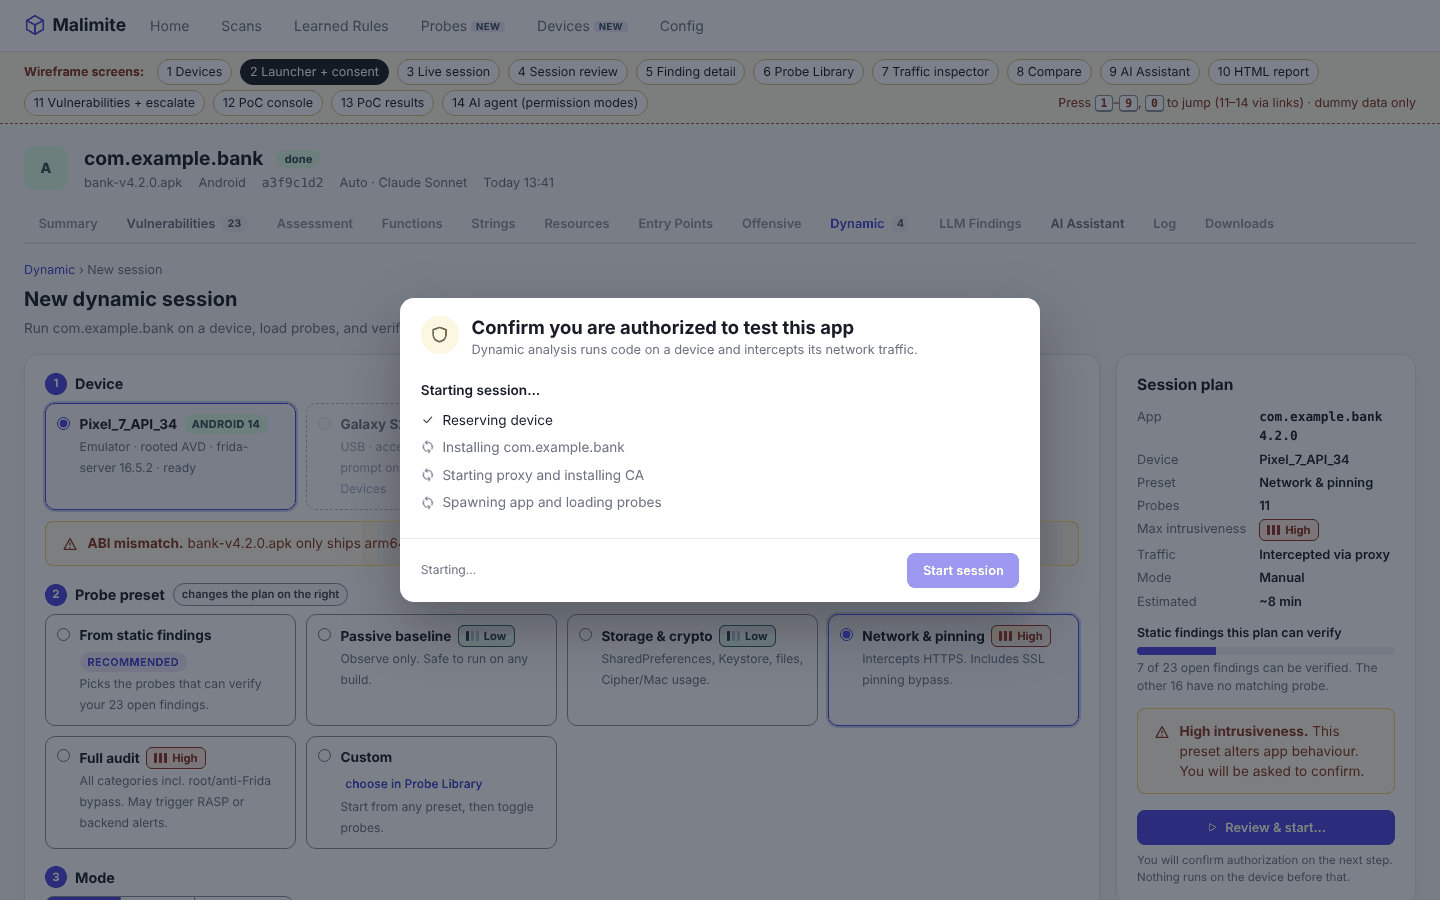 Malimite Home Scans Learned Rules Probes NEW Devices NEW Config
Wireframe screens: 1 Devices 2 Launcher + consent 3 Live session 4 Session review 5 Finding detail 6 Probe Library 7 Traffic inspector 8 Compare 9 AI Assistant 10 HTML report
11 Vulnerabilities + escalate 12 PoC console 13 PoC results 14 AI agent (permission modes) Press 1–9, 0 to jump (11–14 via links) · dummy data only
A
com.example.bank done
bank-v4.2.0.apk Android a3f9c1d2 Auto · Claude Sonnet Today 13:41
Summary Vulnerabilities 23 Assessment Functions Strings Resources Entry Points Offensive Dynamic 4 LLM Findings AI Assistant Log Downloads
Dynamic › New session
New dynamic session
Run com.example.bank on a device, load probes, and verif
Confirm you are authorized to test this app
Dynamic analysis runs code on a device and intercepts its network traffic.
Starting session...
Reserving device
Installing com.example.bank
Starting proxy and installing CA
Spawning app and loading probes
Starting...
Start session
1 Device
Pixel_7_API_34 ANDROID 14
Emulator · rooted AVD · frida-
server 16.5.2 · ready
Galaxy S
USB · acce
prompt on
Devices
ABI mismatch. bank-v4.2.0.apk only ships arm6
2 Probe preset changes the plan on the right
From static findings
RECOMMENDED
Picks the probes that can verify
your 23 open findings.
Passive baseline Low
Observe only. Safe to run on any
build.
Storage & crypto Low
SharedPreferences, Keystore, files,
Cipher/Mac usage.
Network & pinning High
Intercepts HTTPS. Includes SSL
pinning bypass.
Full audit High
All categories incl. root/anti-Frida
bypass. May trigger RASP or
backend alerts.
Custom
choose in Probe Library
Start from any preset, then toggle
probes.
3 Mode
Session plan
App com.example.bank
4.2.0
Device Pixel_7_API_34
Preset Network & pinning
Probes 11
Max intrusiveness High
Traffic Intercepted via proxy
Mode Manual
Estimated ~8 min
Static findings this plan can verify
7 of 23 open findings can be verified. The
other 16 have no matching probe.
High intrusiveness. This
preset alters app behaviour.
You will be asked to confirm.
Review & start...
You will confirm authorization on the next step.
Nothing runs on the device before that.